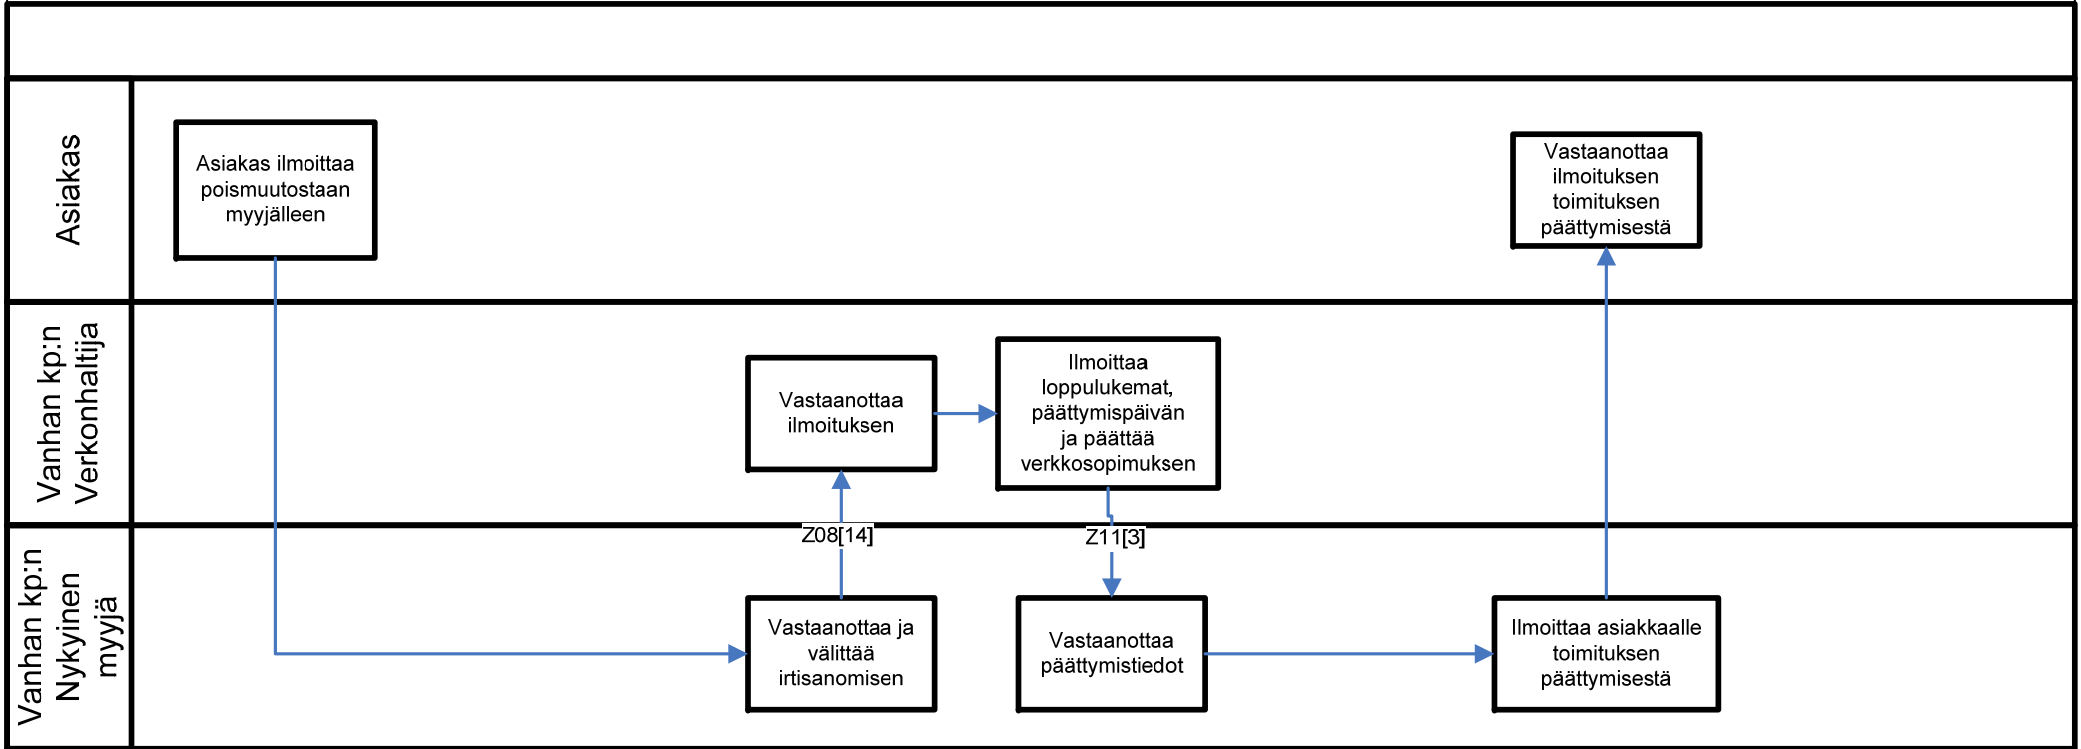 Asiakas
Asiakas ilmoittaa
poismuutostaan
myyjälleen
Vastaanottaa
ilmoituksen
toimituksen
päättymisestä
Vanhan kp:n
Verkonhaltija
Vastaanottaa
ilmoituksen
Ilmoittaa
loppulukemat,
päättymispäivän
ja päättää
verkkosopimuksen
Z08[14]
Z11[3]
Vanhan kp:n
Nykyinen
myyjä
Vastaanottaa ja
välittää
irtisanomisen
Vastaanottaa
päättymistiedot
Ilmoittaa asiakkaalle
toimituksen
päättymisestä